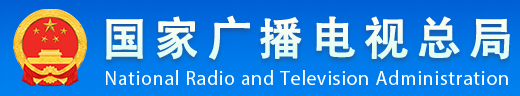 国家广播电视总局
National Radio and Television Administration